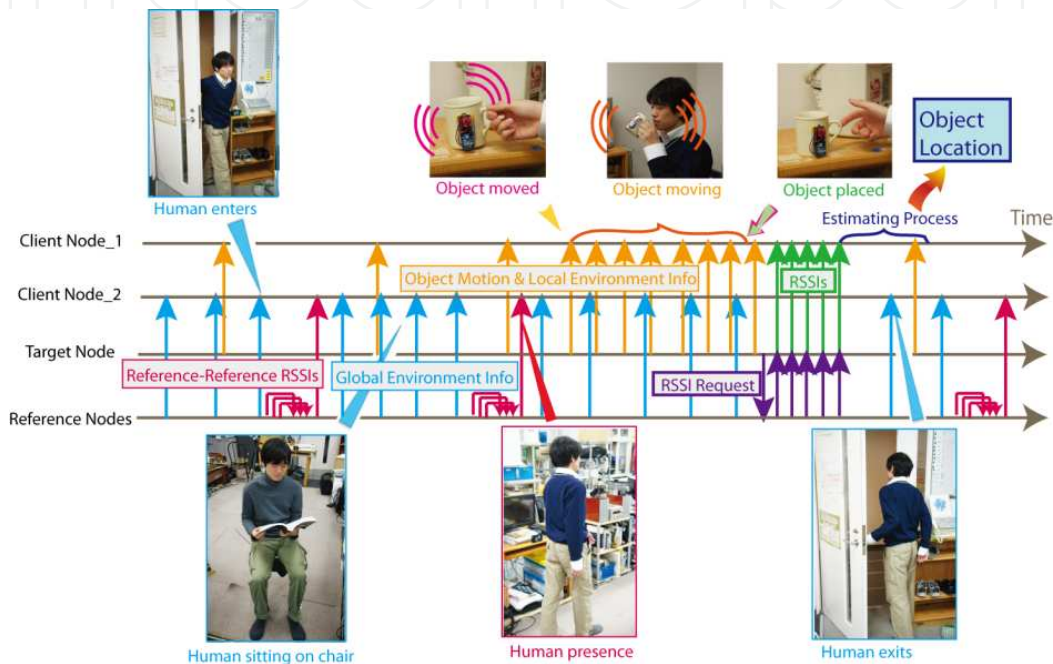 Object moved
Object moving
Object placed
Object
Location
Human enters
Estimating Process
Time
Client Node_1
Object Motion & Local Environment Info
RSSIs
Client Node_2
Target Node
Reference-Reference RSSIs
Global Environment Info
RSSI Request
Reference Nodes
Human sitting on chair
Human presence
Human exits